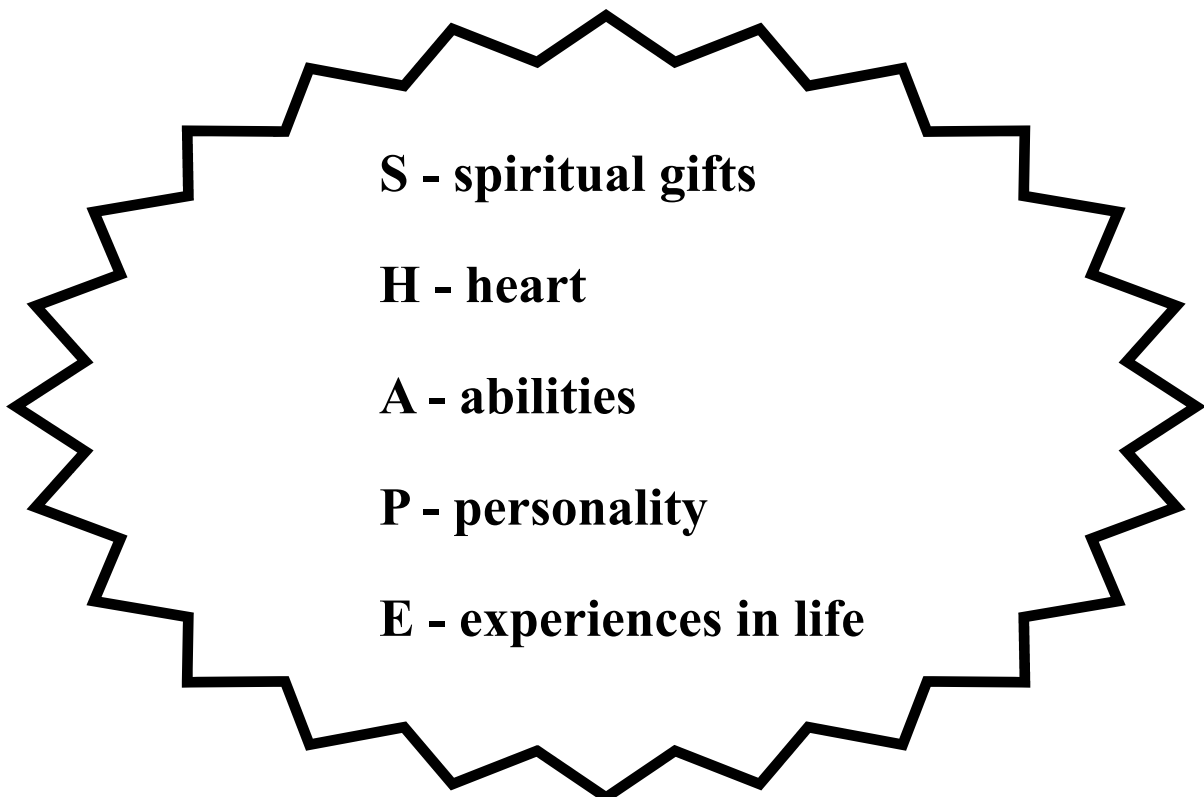 S - spiritual gifts
H - heart
A - abilities
P - personality
E - experiences in life